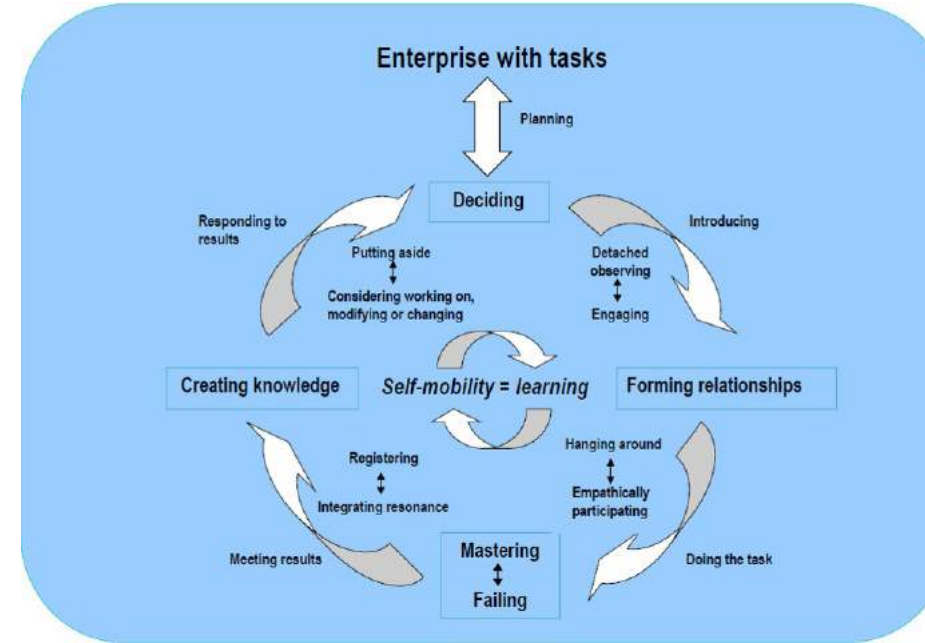 Enterprise with tasks
Planning
Deciding
Responding to
results
Introducing
Putting aside
Considering working on,
modifying or changing
Detached
observing
Engaging
Creating knowledge
Self-mobility = learning
Forming relationships
Registering
Integrating resonance
Hanging around
Empathically
participating
Meeting results
Mastering
Failing
Doing the task